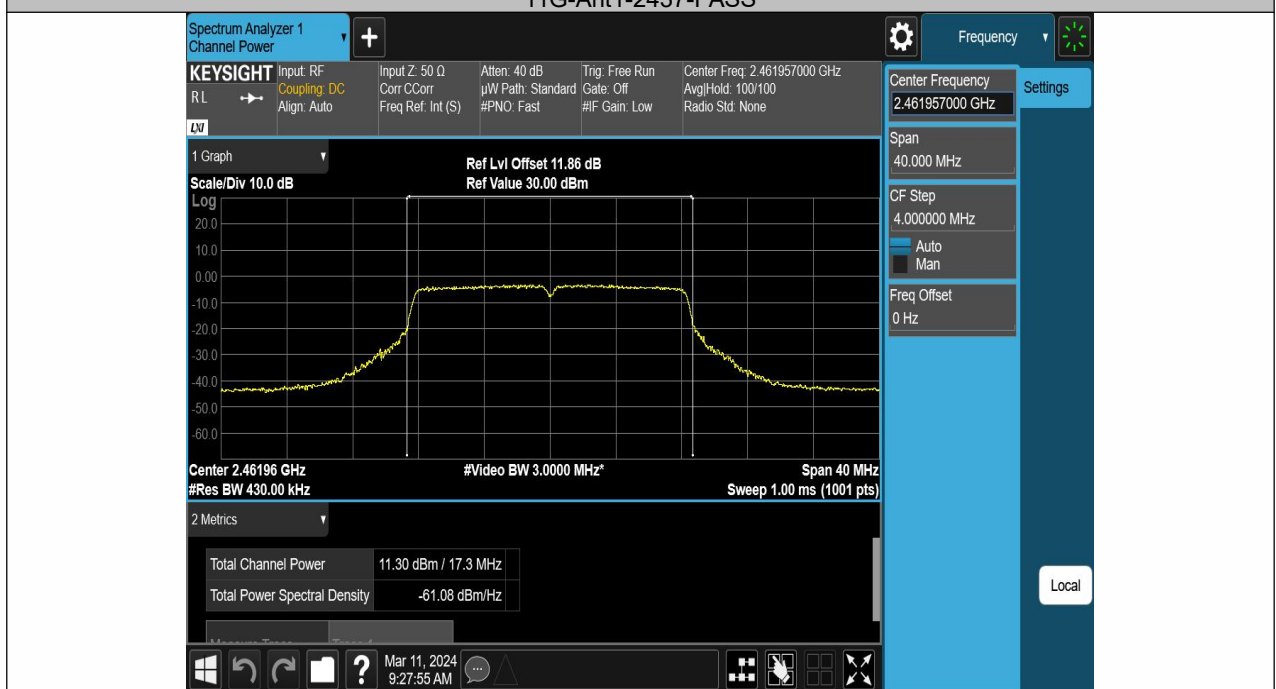 11G-Ant1-2437-PASS
Spectrum Analyzer 1
Channel Power
+
Frequency
KEYSIGHT
RL
LXI
Input: RF
Coupling: DC
Align: Auto
Input Z: 50 Ω
Corr CCorr
Freq Ref: Int (S)
Atten: 40 dB
µW Path: Standard
#PNO: Fast
Trig: Free Run
Gate: Off
#IF Gain: Low
Center Freq: 2.461957000 GHz
Avg|Hold: 100/100
Radio Std: None
Center Frequency
2.461957000 GHz
Settings
Span
40.000 MHz
CF Step
4.000000 MHz
Auto
Man
Freq Offset
0 Hz
Local
1 Graph
Scale/Div 10.0 dB
Ref Lvl Offset 11.86 dB
Ref Value 30.00 dBm
Log
20.0
10.0
0.00
-10.0
-20.0
-30.0
-40.0
-50.0
-60.0
Center 2.46196 GHz
#Video BW 3.0000 MHz*
Span 40 MHz
#Res BW 430.00 kHz
Sweep 1.00 ms (1001 pts)
2 Metrics
Total Channel Power 11.30 dBm / 17.3 MHz
Total Power Spectral Density -61.08 dBm/Hz
?
Mar 11, 2024
9:27:55 AM